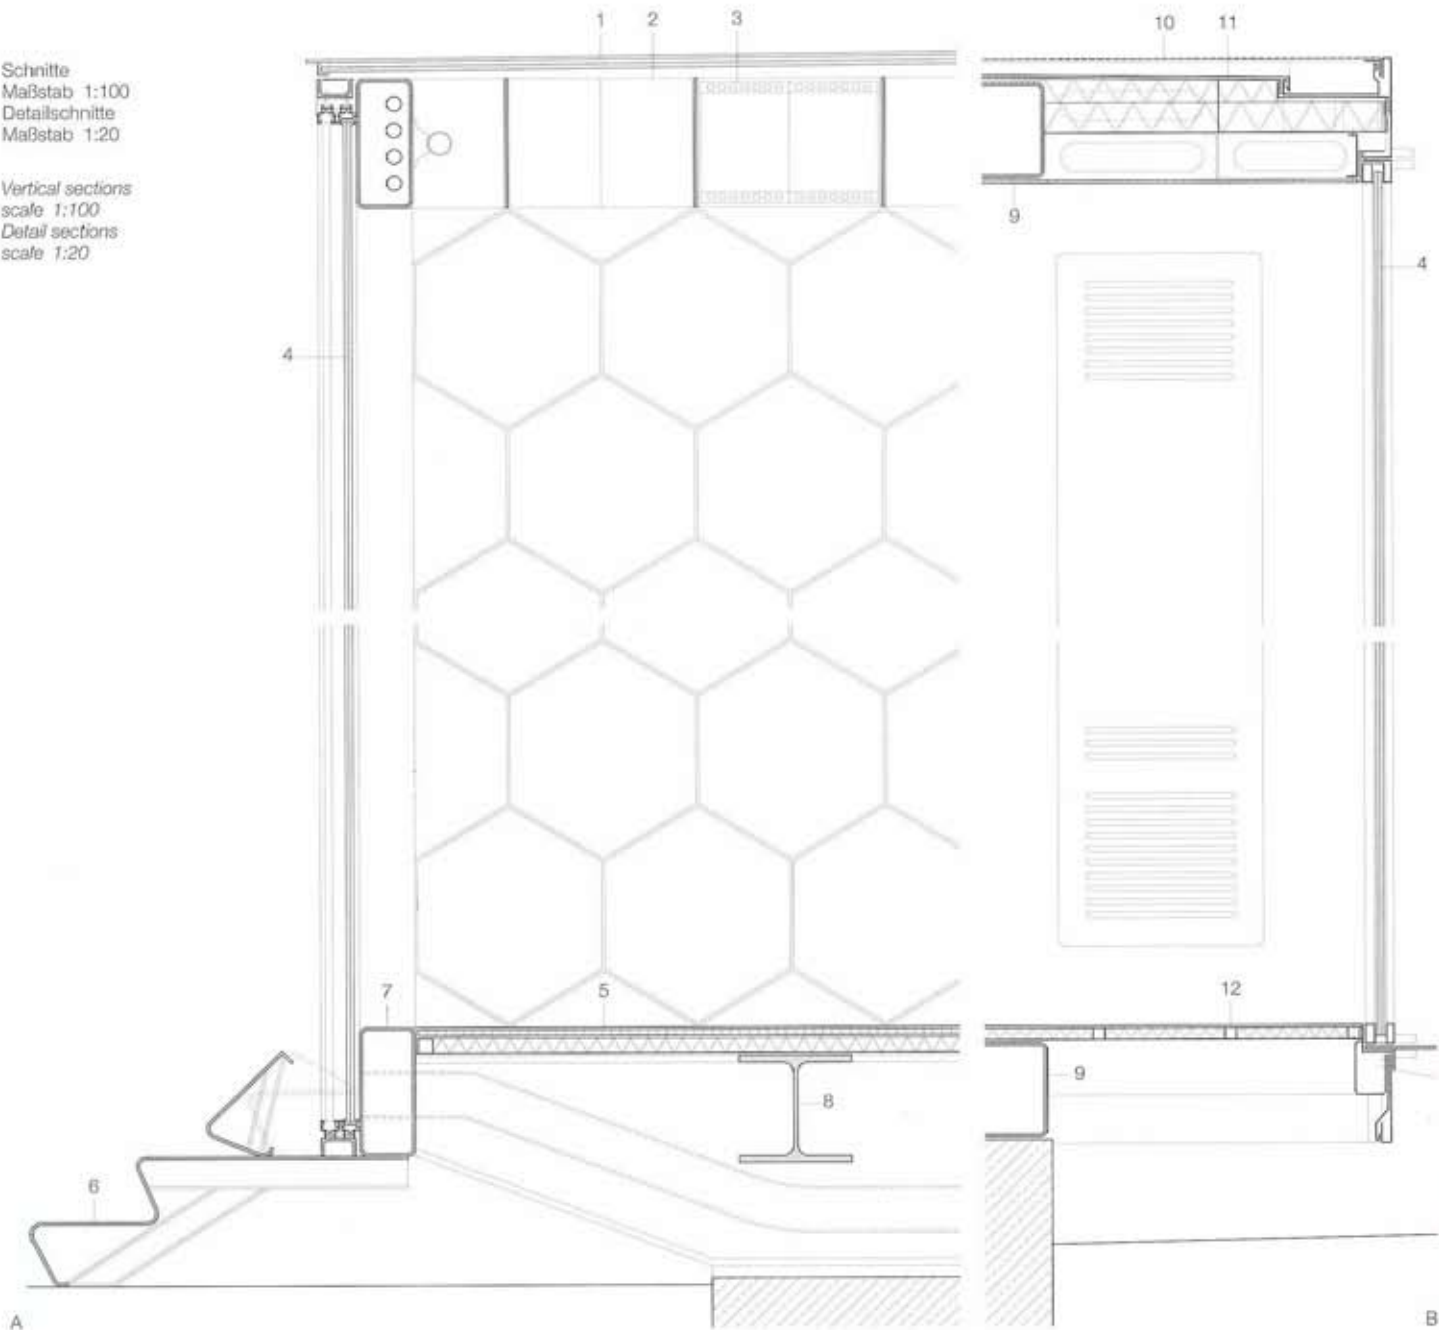 1 2 3 10 11
Schnitte
Maßstab 1:100
Detailschnitte
Maßstab 1:20
Vertical sections
scale 1:100
Detail sections
scale 1:20
9
4
4
7 5 12
9
8
6
A B